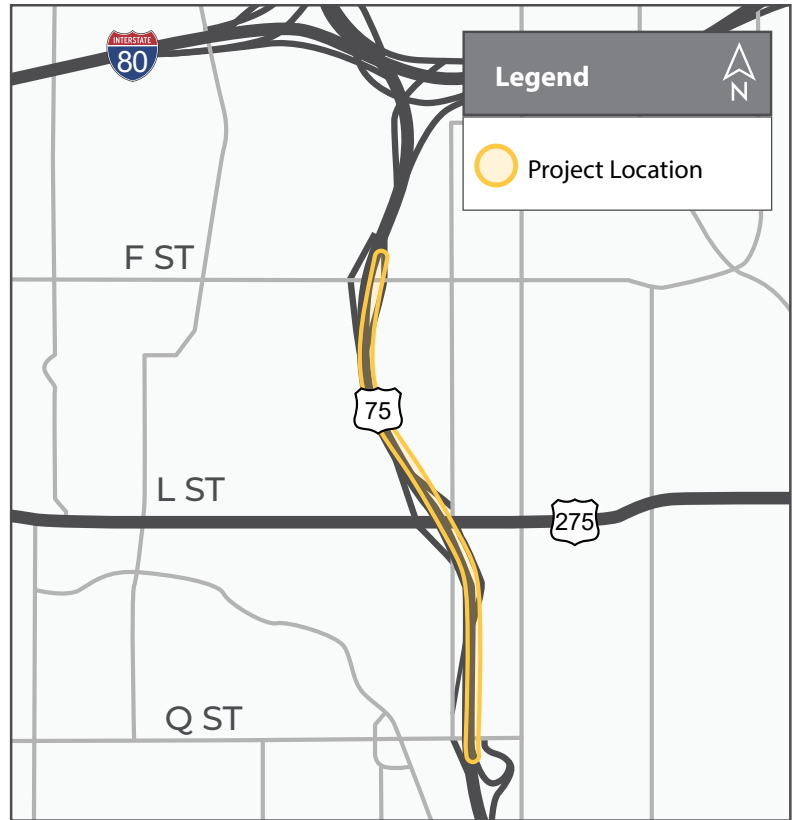 INTERSTATE
80
Legend
N
Project Location
F ST
75
L ST
275
Q ST